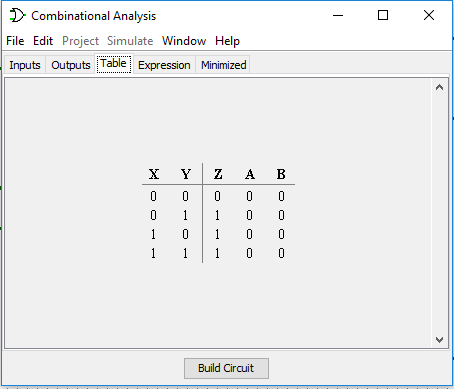 Combinational Analysis
File Edit Project Simulate Window Help
Inputs Outputs Table Expression Minimized
X Y Z A B
0 0 0 0 0
0 1 1 0 0
1 0 1 0 0
1 1 1 0 0
Build Circuit